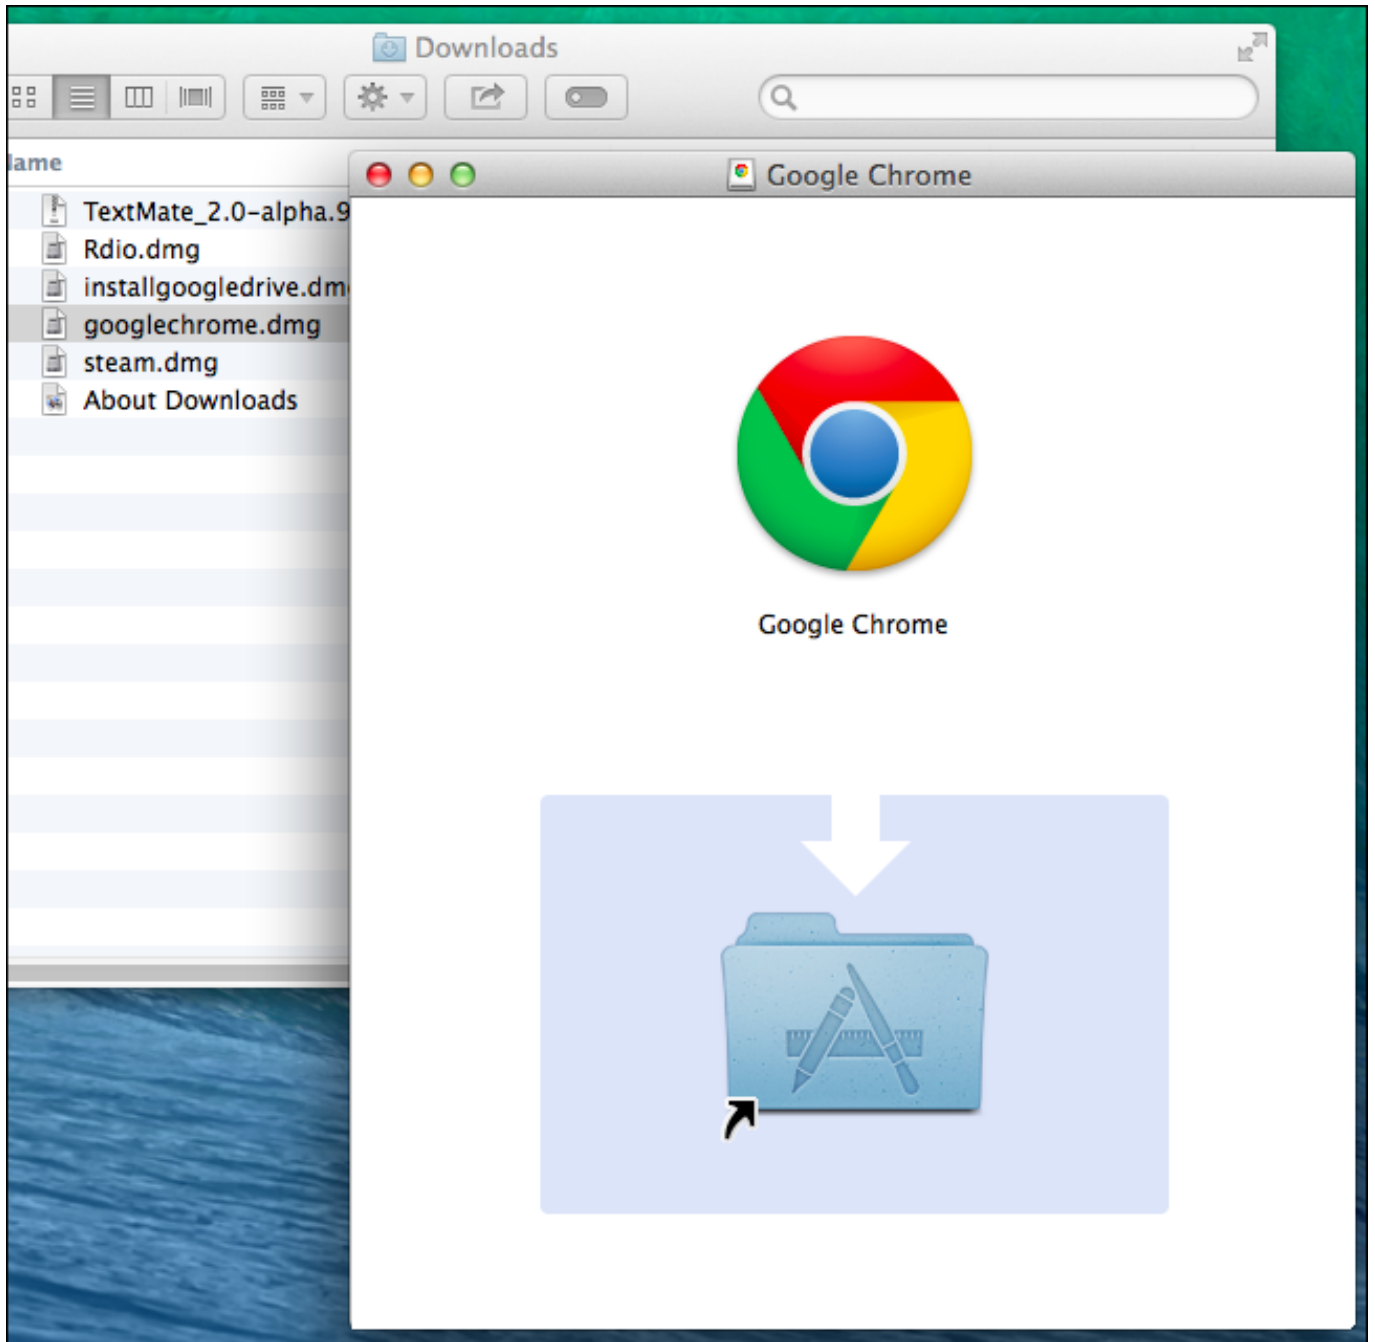 Downloads
Name
TextMate_2.0-alpha.9
Rdio.dmg
installgoogledrive.dm
googlechrome.dmg
steam.dmg
About Downloads
Google Chrome
Google Chrome